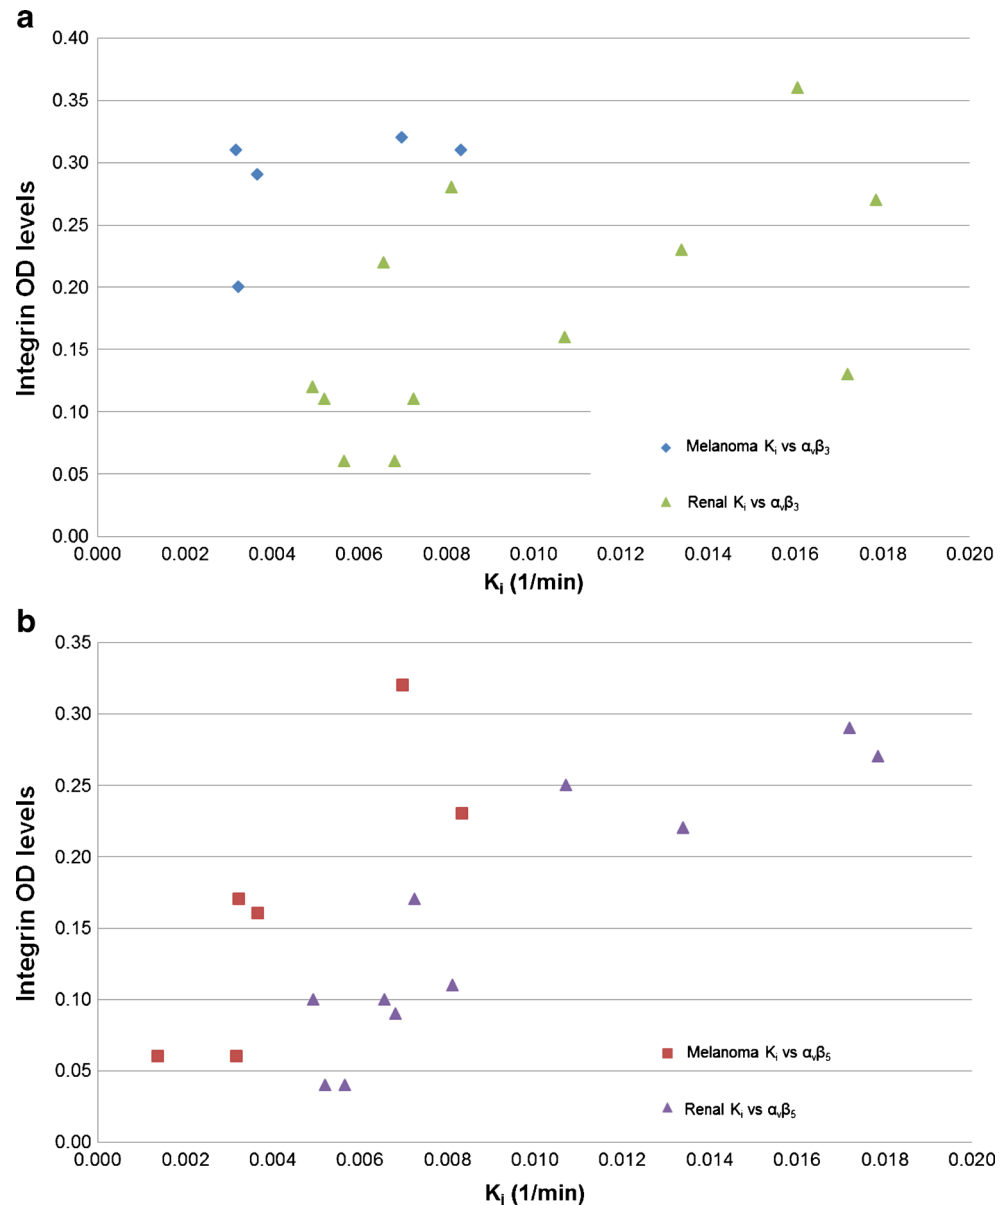 a
0.40
0.35
0.30
0.25
0.20
0.15
0.10
0.05
0.00
Integrin OD levels
Melanoma Kᵢ vs αᵥβ₃
Renal Kᵢ vs αᵥβ₃
0.000 0.002 0.004 0.006 0.008 0.010 0.012 0.014 0.016 0.018 0.020
Kᵢ (1/min)
b
0.35
0.30
0.25
0.20
0.15
0.10
0.05
0.00
Integrin OD levels
Melanoma Kᵢ vs αᵥβ₅
Renal Kᵢ vs αᵥβ₅
0.000 0.002 0.004 0.006 0.008 0.010 0.012 0.014 0.016 0.018 0.020
Kᵢ (1/min)